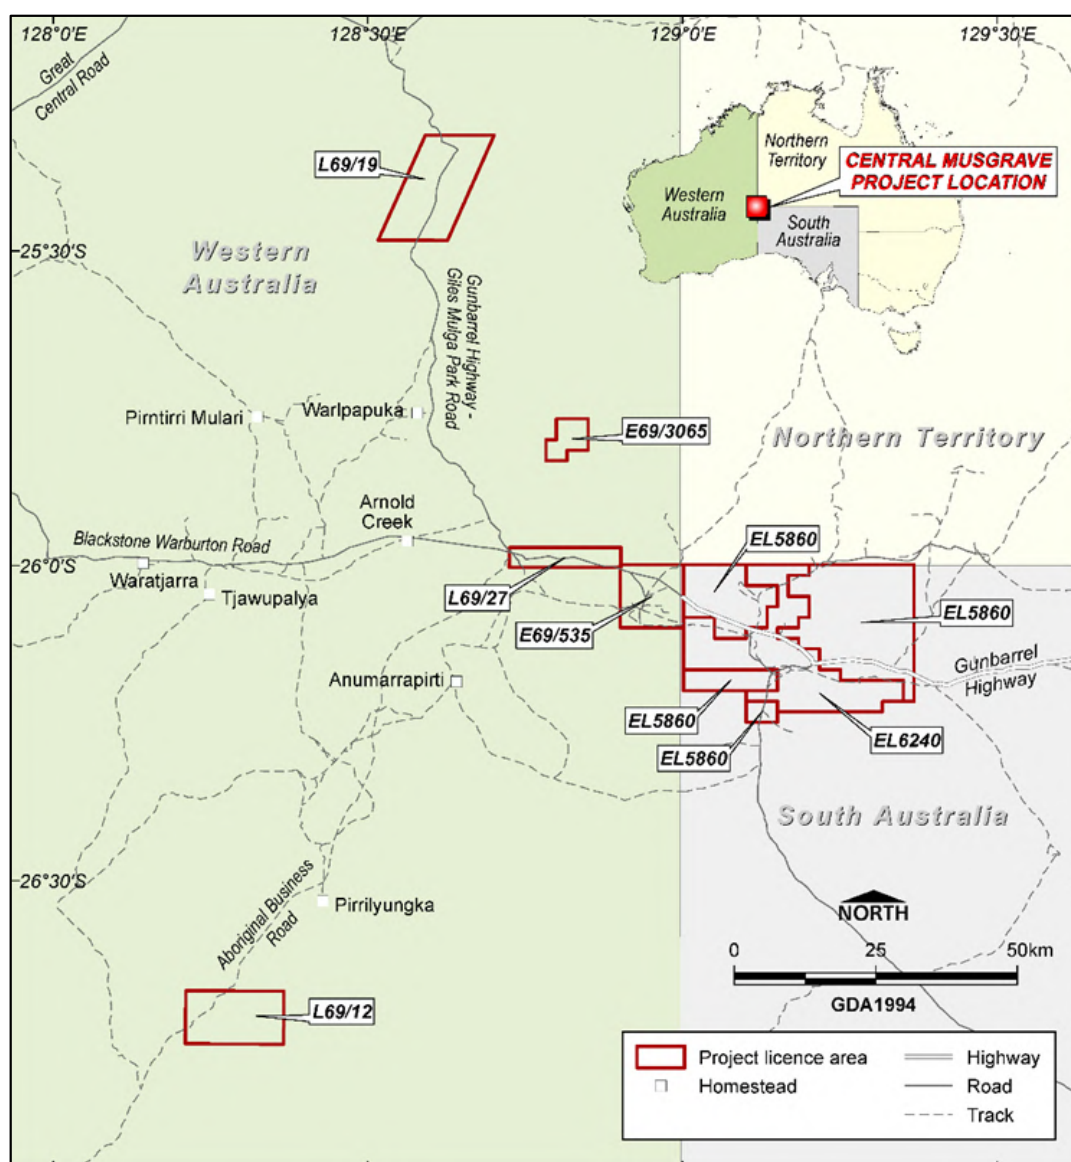 128°0'E
128°30'E
129°0'E
129°30'E
Great
Central Road
Northern
Territory
CENTRAL MUSGRAVE
PROJECT LOCATION
L69/19
Western
Australia
South
Australia
25°30'S
Western
Australia
Gunbarrel Highway -
Giles Mulga Park Road
Pirntirri Mulari
Warlpapuka
E69/3065
Northern Territory
Arnold
Creek
Blackstone Warburton Road
EL5860
26°0'S
Waratjarra
Tjawupalya
L69/27
EL5860
E69/535
Gunbarrel
Highway
Anumarrapirti
EL5860
EL6240
EL5860
South Australia
26°30'S
Aboriginal Business
Road
Pirrilyungka
NORTH
0
25
50km
GDA1994
L69/12
Project licence area
Highway
Homestead
Road
Track